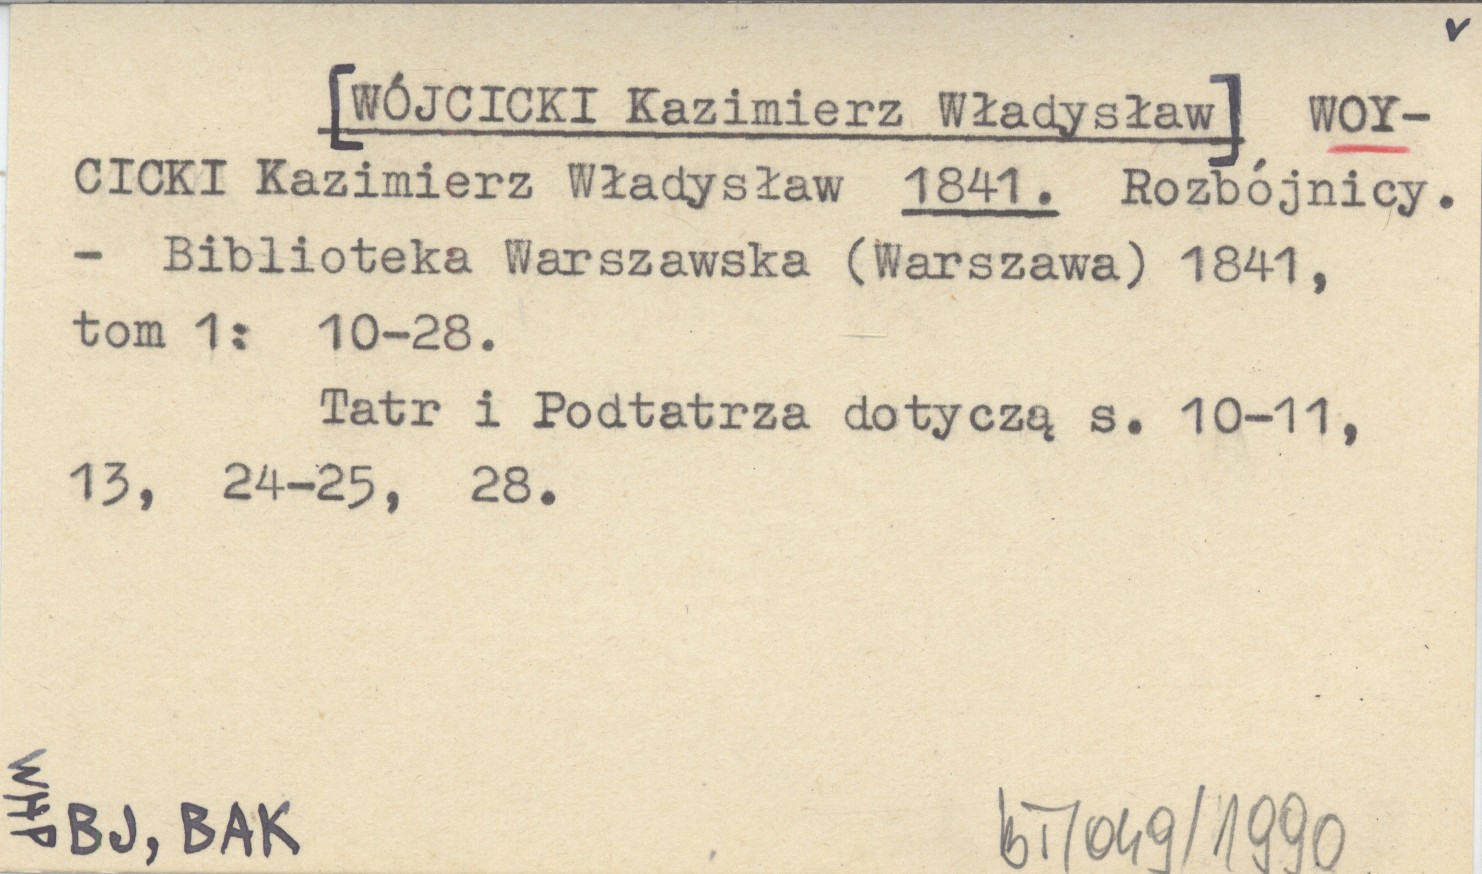 v
[WÓJCICKI Kazimierz Władysław] WOY-
CICKI Kazimierz Władysław 1841. Rozbójnicy.
- Biblioteka Warszawska (Warszawa) 1841,
tom 1: 10-28.
Tatr i Podtatrza dotyczą s. 10-11,
13, 24-25, 28.
WHP
BJ, BAK
BT/049/1990